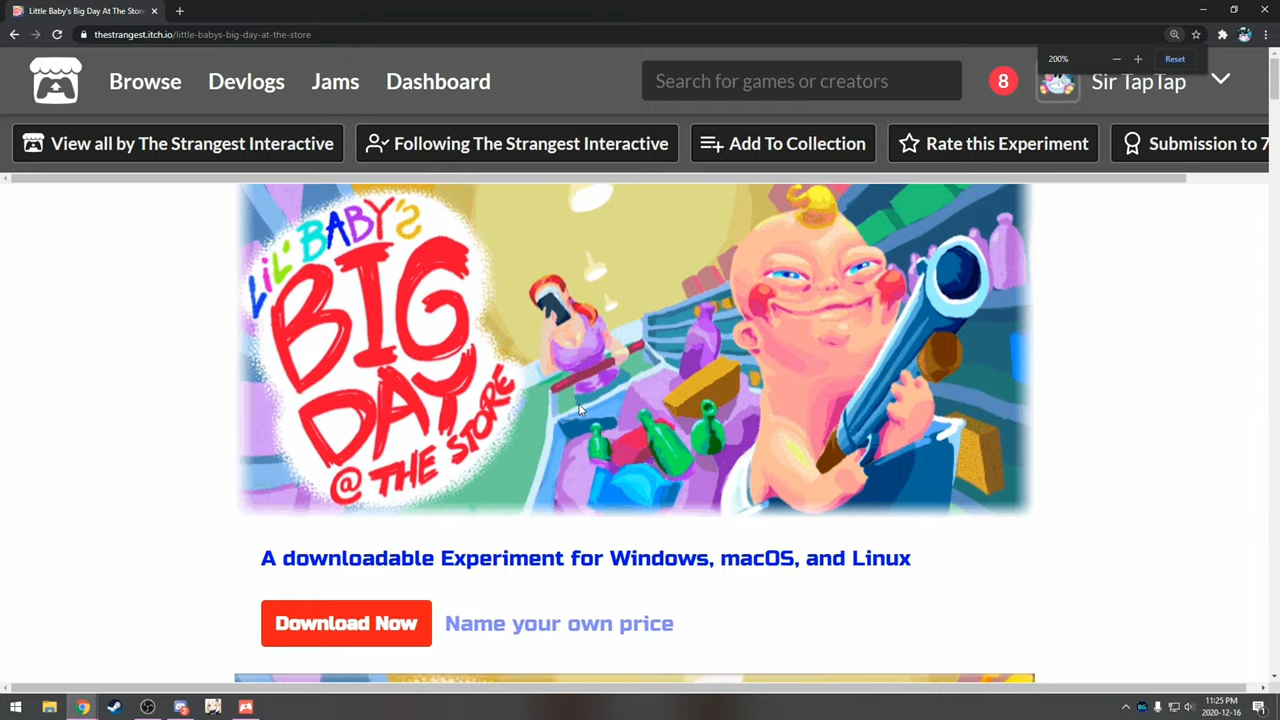 Little Baby's Big Day At The Store
thestrangest.itch.io/little-babys-big-day-at-the-store
200%
Reset
Browse
Devlogs
Jams
Dashboard
Search for games or creators
8
Sir TapTap
View all by The Strangest Interactive
Following The Strangest Interactive
Add To Collection
Rate this Experiment
Submission to 7
LiL' BABY'S
BIG
DAY
@ THE STORE
A downloadable Experiment for Windows, macOS, and Linux
Download Now
Name your own price
11:25 PM
2020-12-16